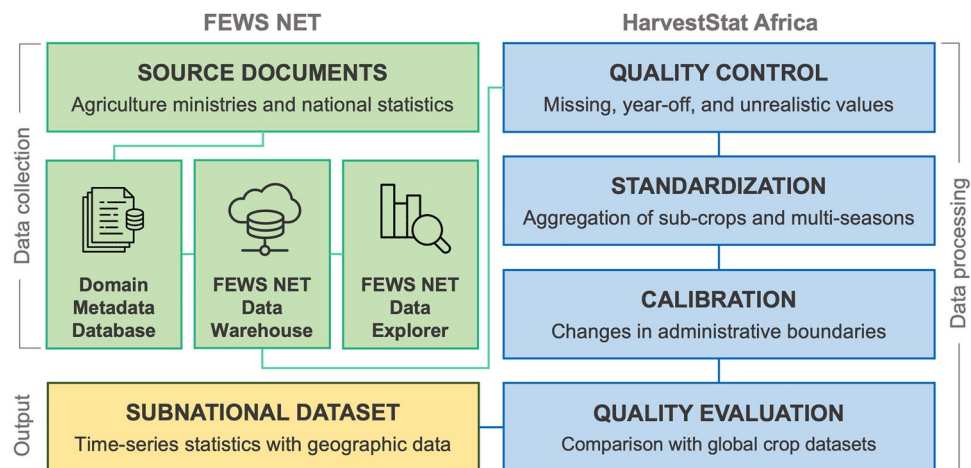 FEWS NET
HarvestStat Africa
Data collection
SOURCE DOCUMENTS
Agriculture ministries and national statistics
Domain
Metadata
Database
FEWS NET
Data
Warehouse
FEWS NET
Data
Explorer
QUALITY CONTROL
Missing, year-off, and unrealistic values
STANDARDIZATION
Aggregation of sub-crops and multi-seasons
CALIBRATION
Changes in administrative boundaries
QUALITY EVALUATION
Comparison with global crop datasets
Data processing
Output
SUBNATIONAL DATASET
Time-series statistics with geographic data